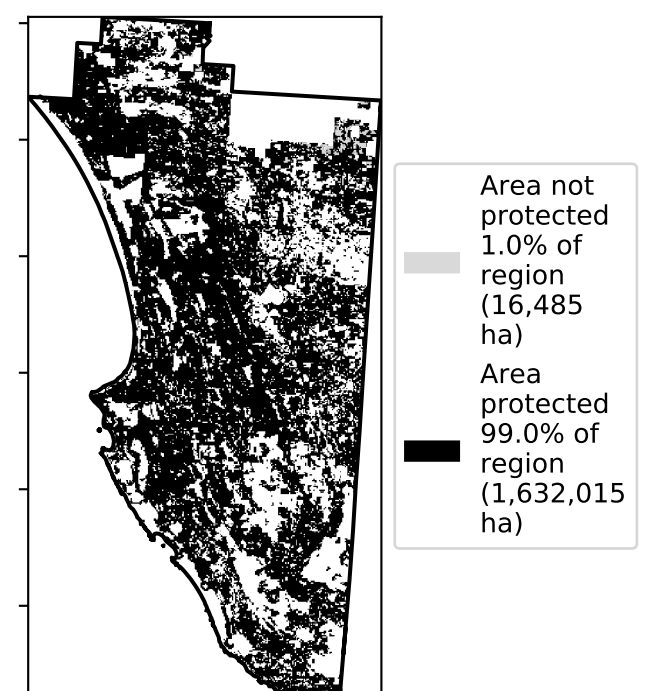 Area not
protected
1.0% of
region
(16,485
ha)
Area
protected
99.0% of
region
(1,632,015
ha)